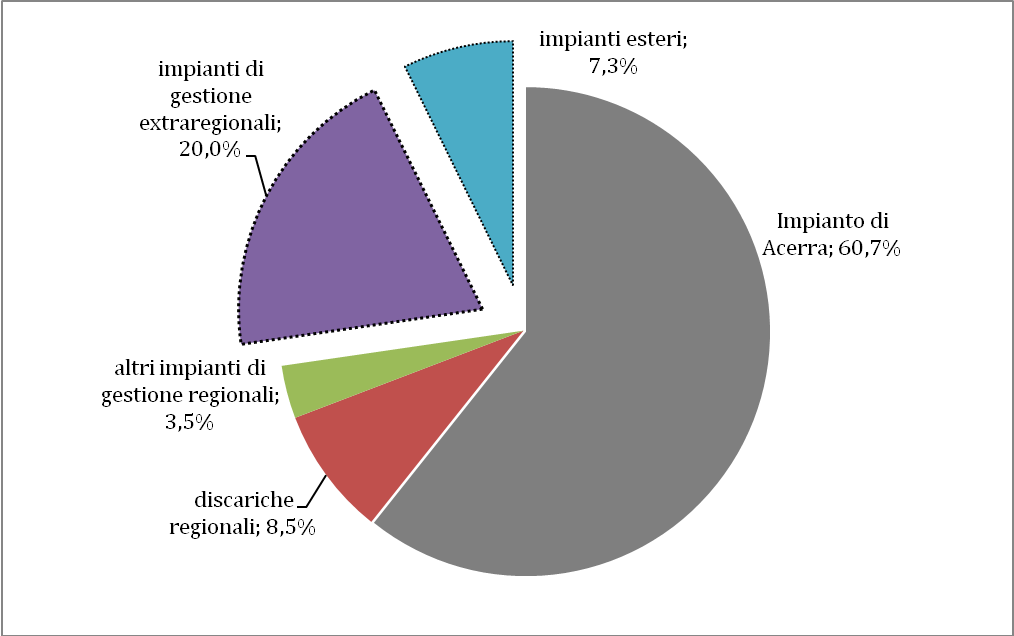 impianti esteri;
7,3%
impianti di
gestione
extraregionali;
20,0%
Impianto di
Acerra; 60,7%
altri impianti di
gestione regionali;
3,5%
discariche
regionali; 8,5%